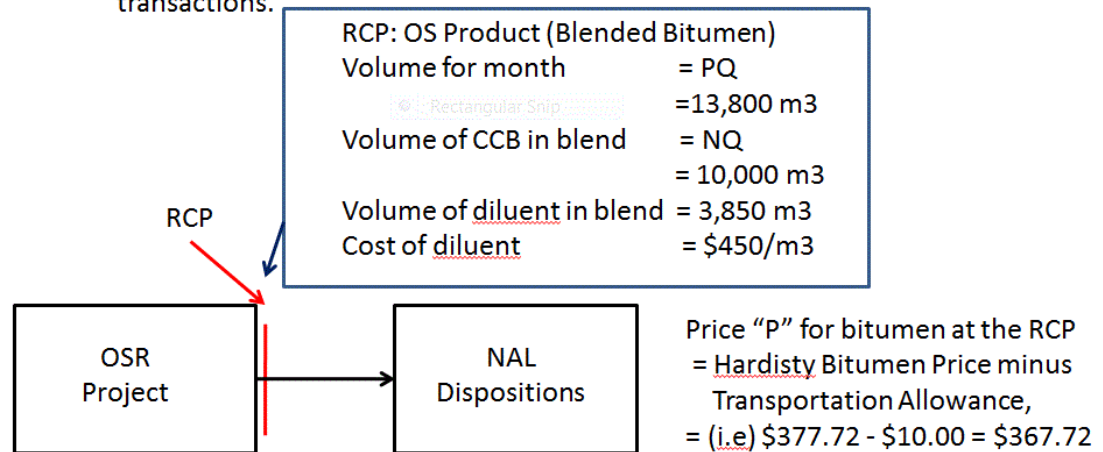 transactions.
RCP: OS Product (Blended Bitumen)
Volume for month = PQ
Rectangular Snip =13,800 m3
Volume of CCB in blend = NQ
= 10,000 m3
Volume of diluent in blend = 3,850 m3
Cost of diluent = $450/m3
RCP
OSR
Project
NAL
Dispositions
Price “P” for bitumen at the RCP
= Hardisty Bitumen Price minus
Transportation Allowance,
= (i.e) $377.72 - $10.00 = $367.72